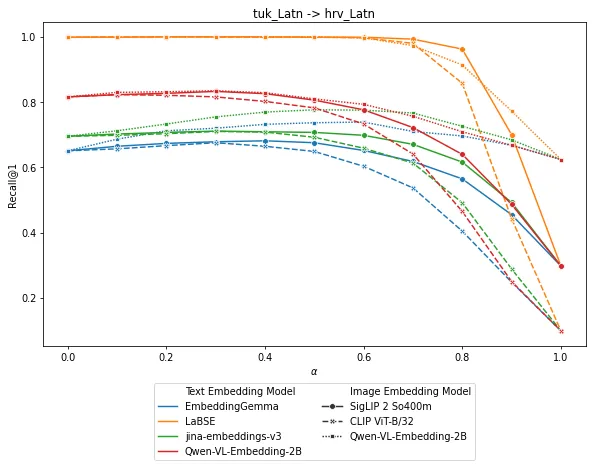 tuk_Latn -> hrv_Latn
1.0
0.8
0.6
0.4
0.2
Recall@1
0.0 0.2 0.4 0.6 0.8 1.0
α
Text Embedding Model Image Embedding Model
EmbeddingGemma SigLIP 2 So400m
LaBSE CLIP ViT-B/32
jina-embeddings-v3 Qwen-VL-Embedding-2B
Qwen-VL-Embedding-2B